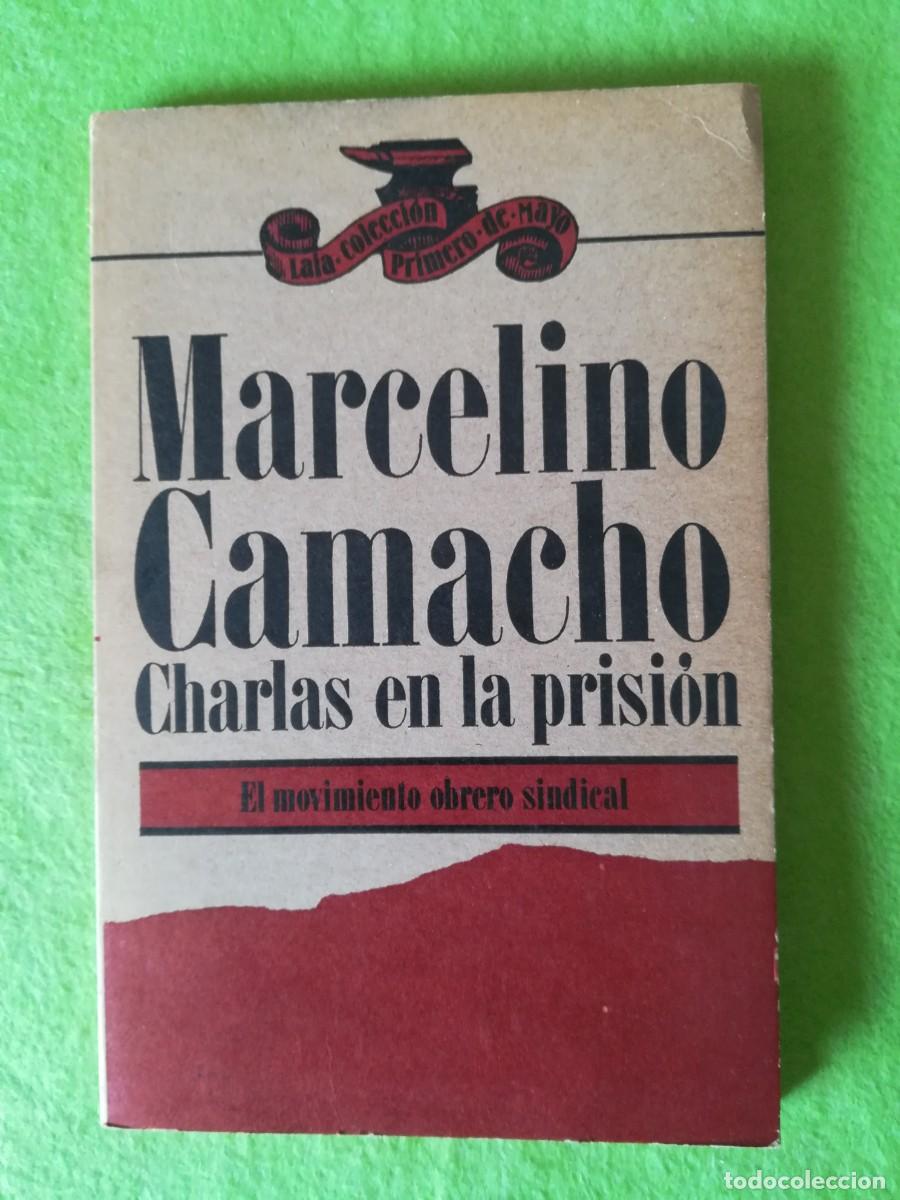 Laia · colección
Primero · de · Mayo
Marcelino
Camacho
Charlas en la prisión
El movimiento obrero sindical
todocoleccion